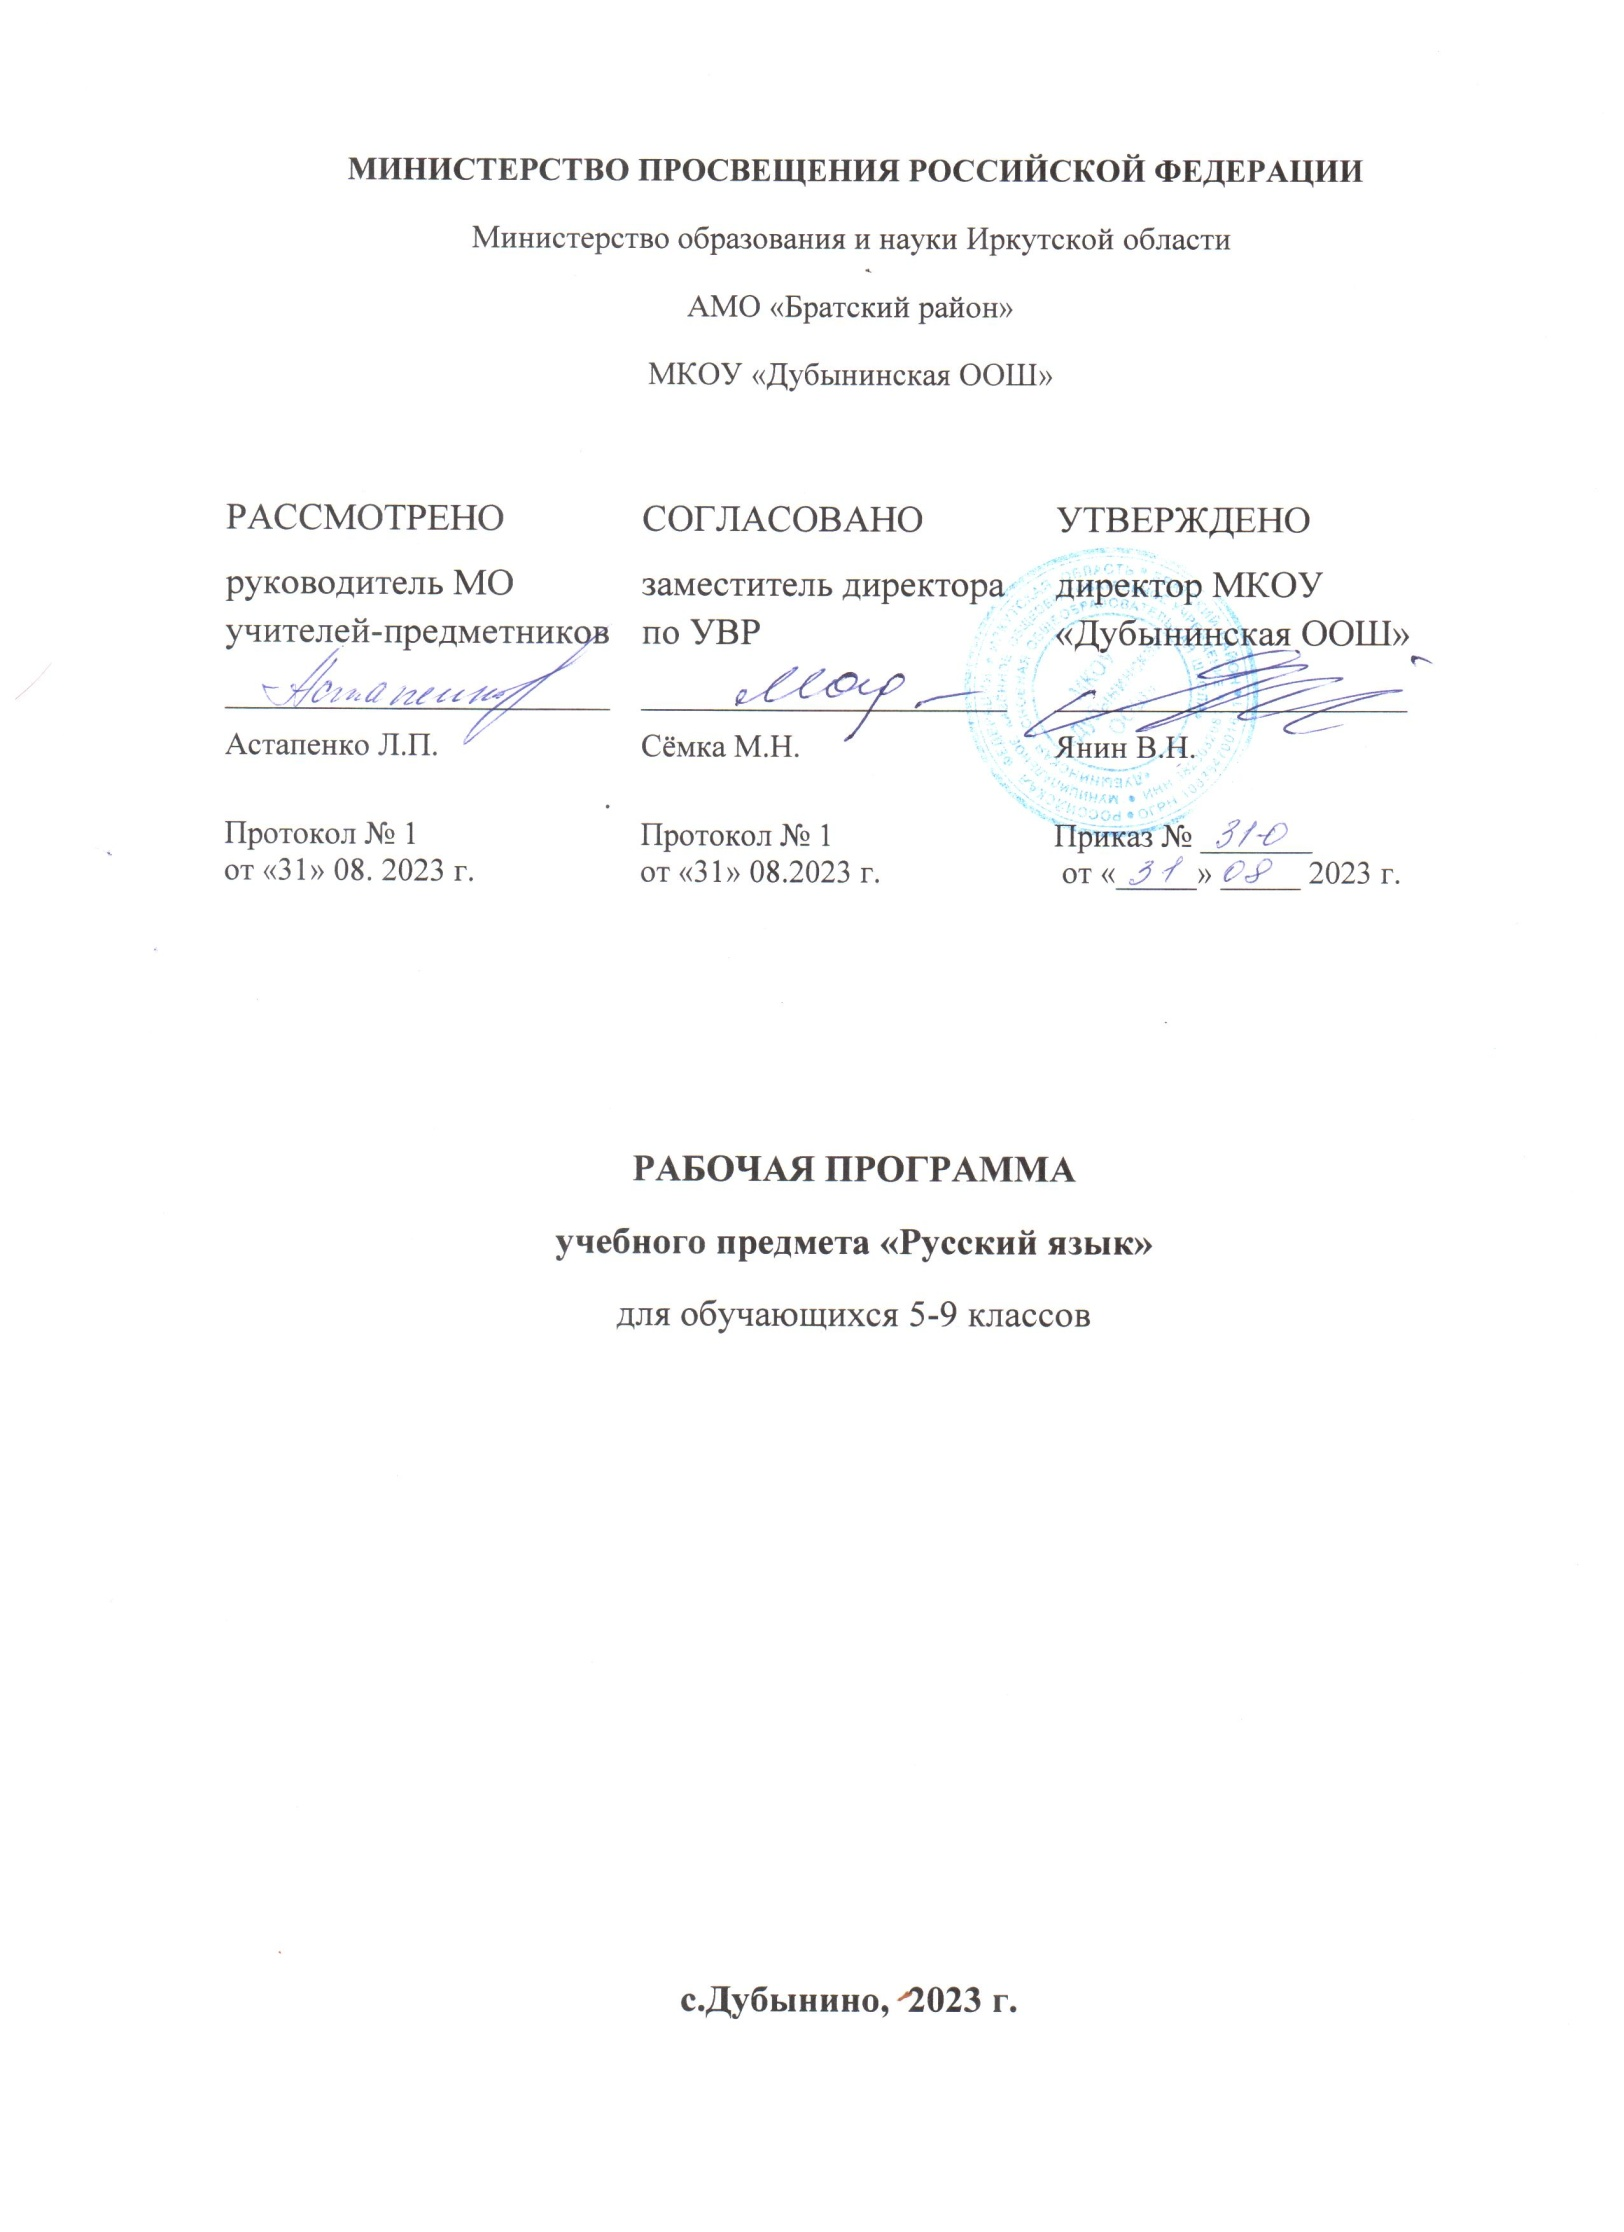 МИНИСТЕРСТВО ПРОСВЕЩЕНИЯ РОССИЙСКОЙ ФЕДЕРАЦИИ
Министерство образования и науки Иркутской области
АМО «Братский район»
МКОУ «Дубынинская ООШ»
РАССМОТРЕНО
руководитель МО
учителей-предметников
Астапенко Л.П.
Протокол № 1
от «31» 08. 2023 г.
СОГЛАСОВАНО
заместитель директора
по УВР
Сёмка М.Н.
Протокол № 1
от «31» 08.2023 г.
УТВЕРЖДЕНО
директор МКОУ
«Дубынинская ООШ»
Янин В.Н.
Приказ № 31-0
от «31» 08 2023 г.
РАБОЧАЯ ПРОГРАММА
учебного предмета «Русский язык»
для обучающихся 5-9 классов
с.Дубынино, 2023 г.